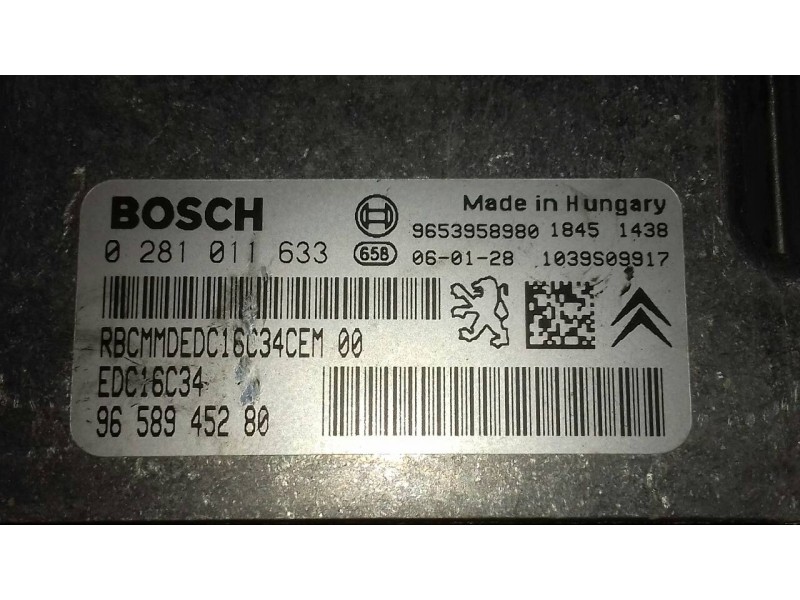 BOSCH
Made in Hungary
0 281 011 633
9653958980 1845 1438
658 06-01-28 1039S09917
RBCMMDEDC16C34CEM 00
EDC16C34
96 589 452 80